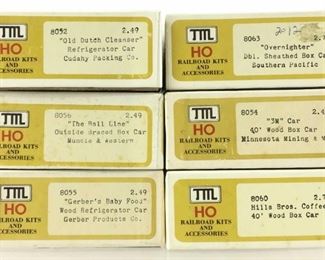 TM
HO
RAILROAD KITS
AND
ACCESSORIES
8052 2.49
"Old Dutch Cleanser"
Refrigerator Car
Cudahy Packing Co.
TM
HO
RAILROAD KITS
AND
ACCESSORIES
8063
"Overnighter"
Dbl. Sheathed Box Car
Southern Pacific
TM
HO
RAILROAD KITS
AND
ACCESSORIES
8056 2.49
"The Ball Line"
Outside Braced Box Car
Muncie & Western
TM
HO
RAILROAD KITS
AND
ACCESSORIES
8054 2.49
"3M" Car
40' Wood Box Car
Minnesota Mining & M
TM
HO
RAILROAD KITS
AND
ACCESSORIES
8055 2.49
"Gerber's Baby Food"
Wood Refrigerator Car
Gerber Products Co.
TM
HO
RAILROAD KITS
AND
ACCESSORIES
8060
Hills Bros. Coffee
40' Wood Box Car